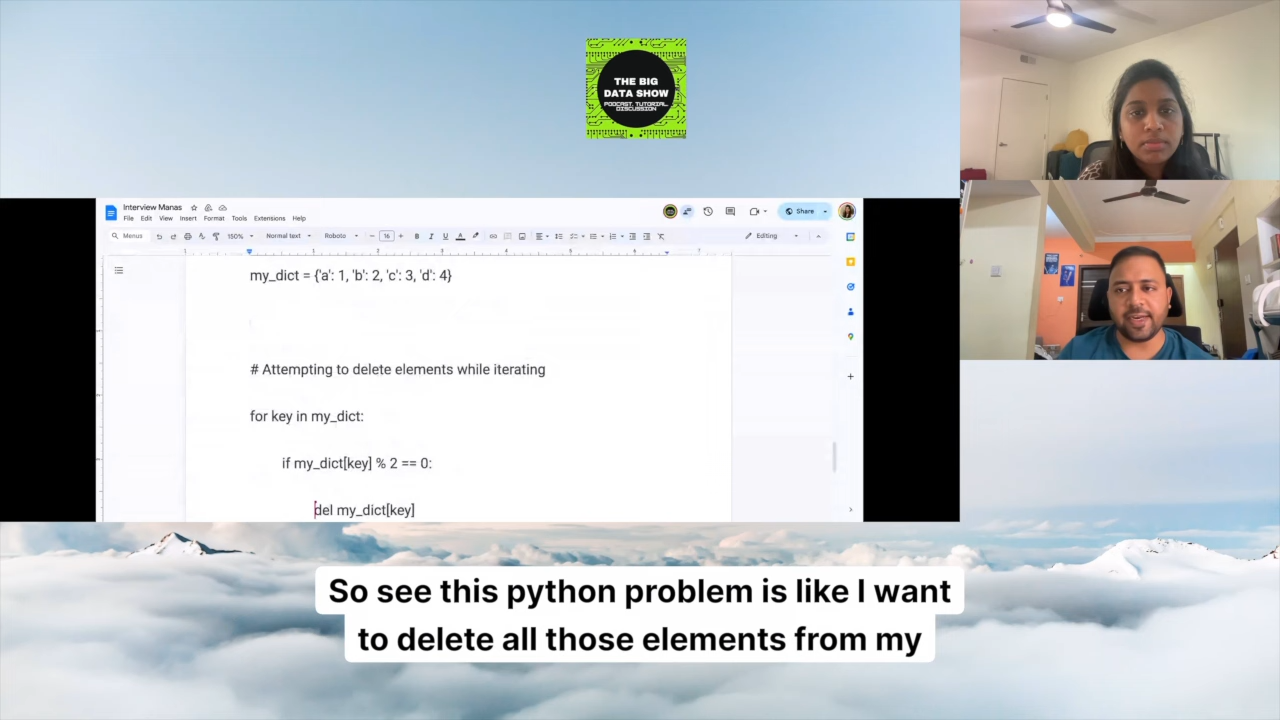 THE BIG
DATA SHOW
PODCAST, TUTORIAL,
DISCUSSION
Interview Manas
File Edit View Insert Format Tools Extensions Help
Share
Menus
150%
Normal text
Roboto
16
Editing
my_dict = {'a': 1, 'b': 2, 'c': 3, 'd': 4}
# Attempting to delete elements while iterating
for key in my_dict:
if my_dict[key] % 2 == 0:
del my_dict[key]
So see this python problem is like I want
to delete all those elements from my